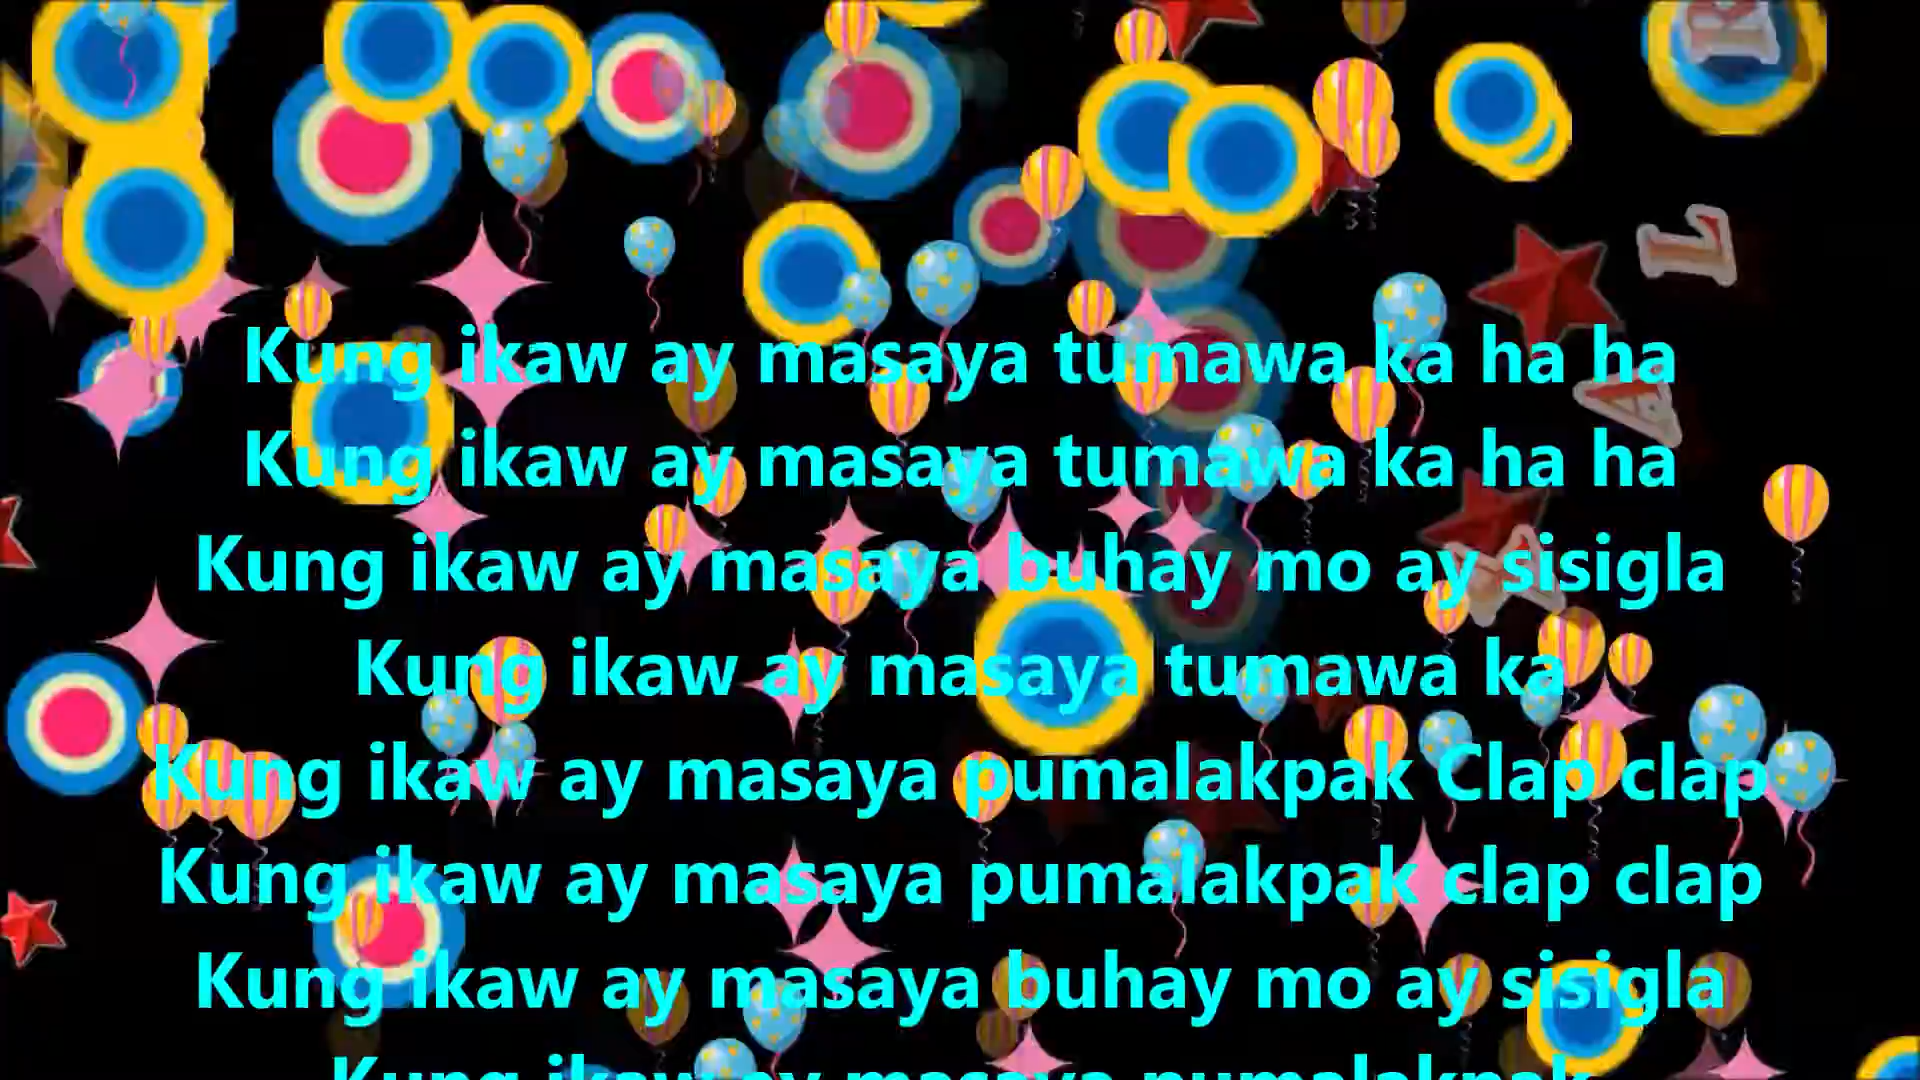 Kung ikaw ay masaya tumawa ka ha ha
Kung ikaw ay masaya tumawa ka ha ha
Kung ikaw ay masaya buhay mo ay sisigla
Kung ikaw ay masaya tumawa ka
Kung ikaw ay masaya pumalakpak Clap clap
Kung ikaw ay masaya pumalakpak clap clap
Kung ikaw ay masaya buhay mo ay sisigla
Kung ikaw ay masaya pumalakpak